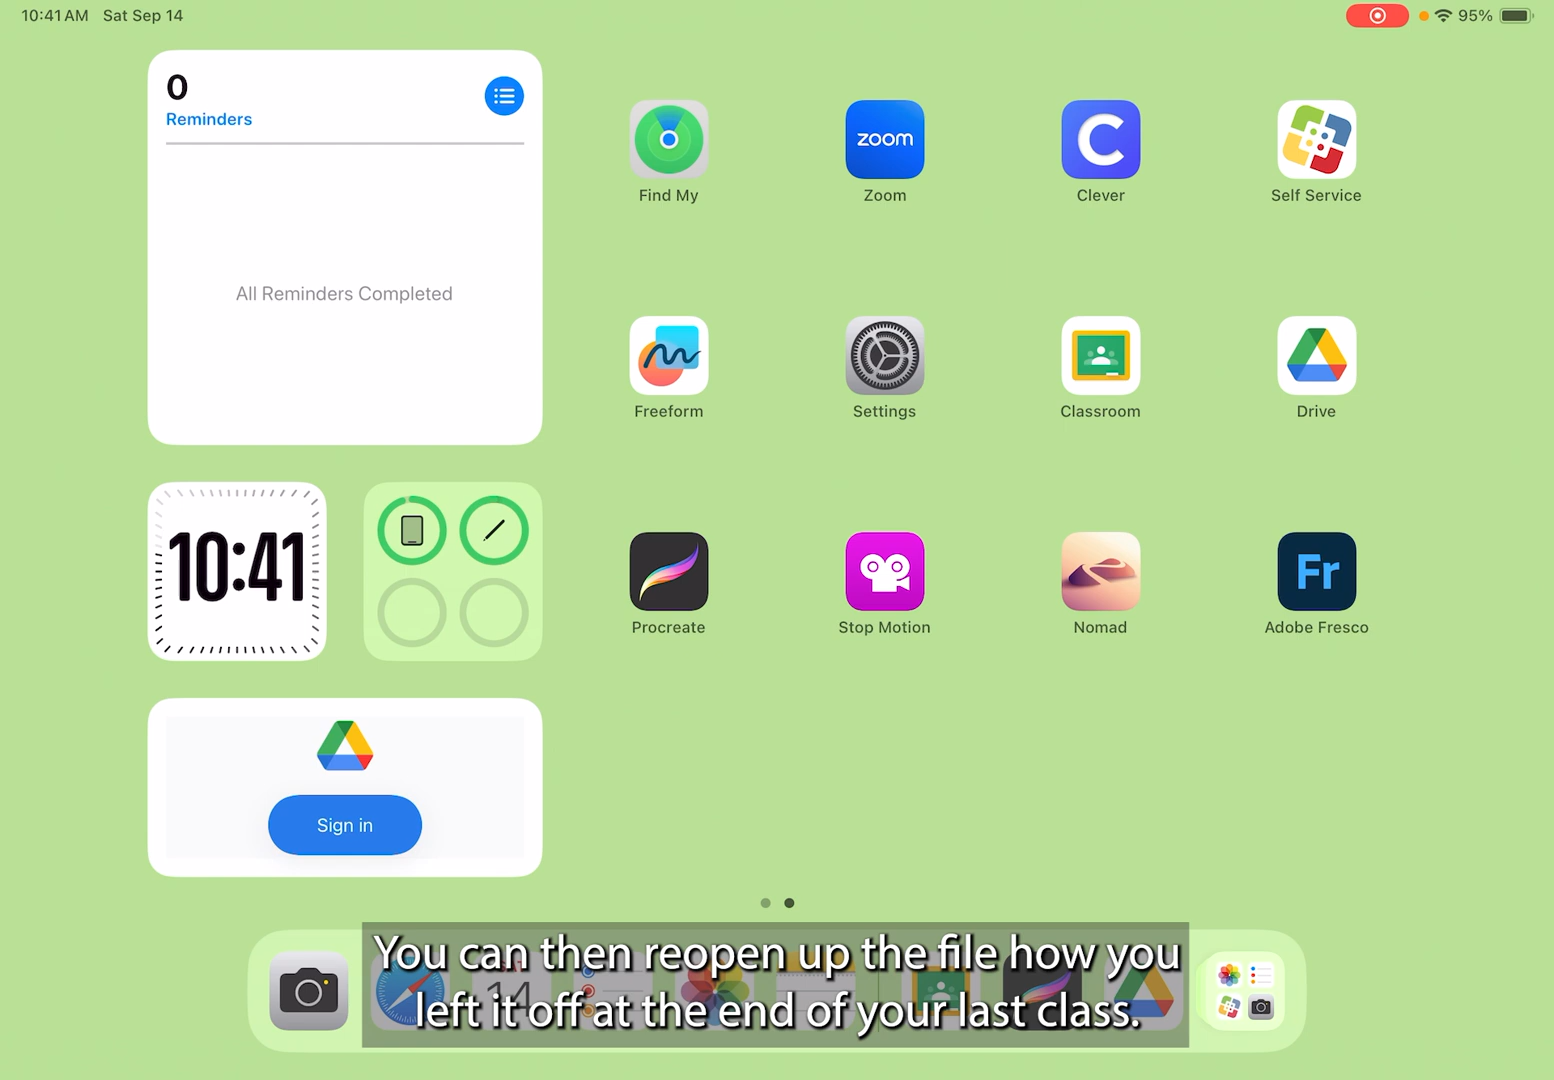 10:41 AM Sat Sep 14
95%
0
Reminders
All Reminders Completed
Find My
zoom
Zoom
C
Clever
Self Service
Freeform
Settings
Classroom
Drive
10:41
Procreate
Stop Motion
Nomad
Fr
Adobe Fresco
Sign in
14
You can then reopen up the file how you
left it off at the end of your last class.